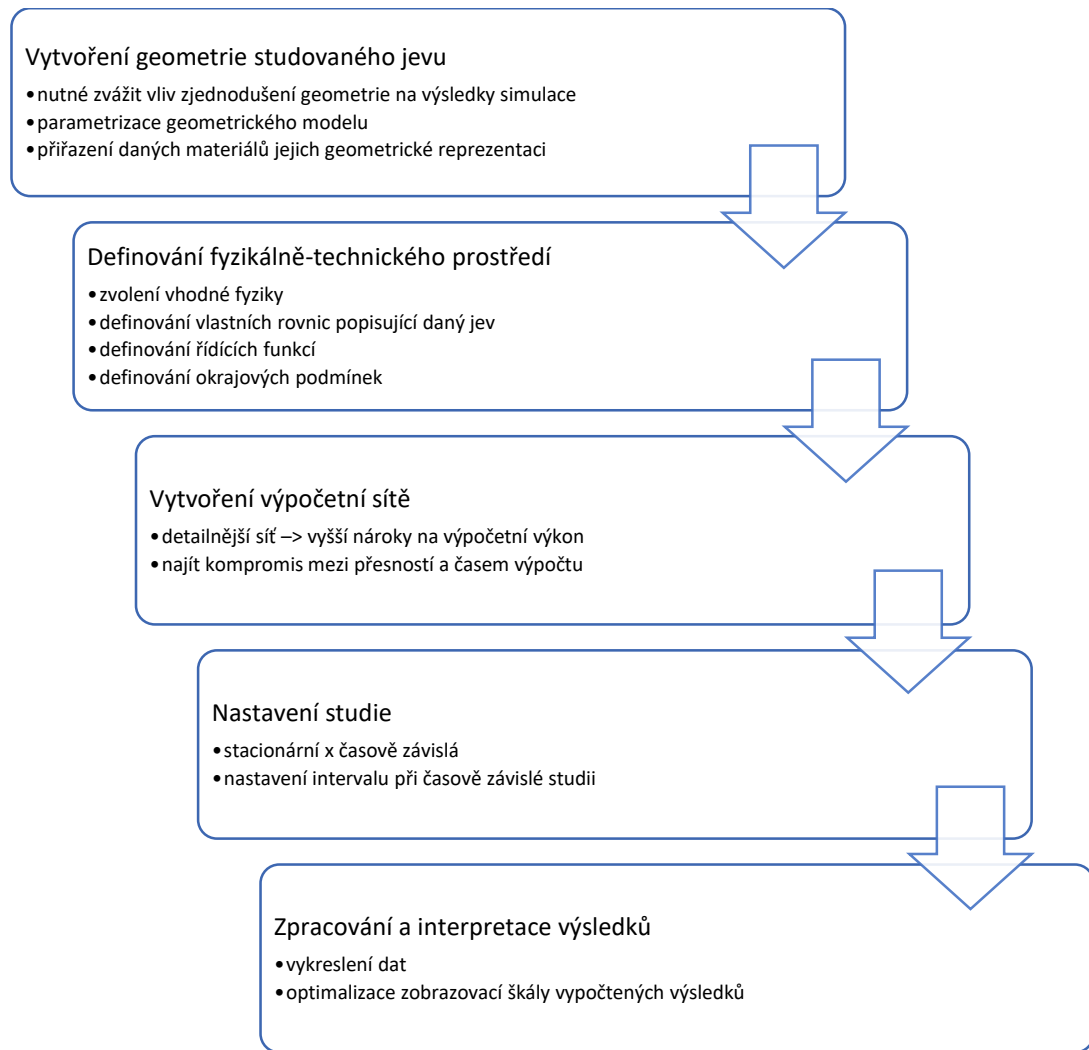 Vytvoření geometrie studovaného jevu
•nutné zvážit vliv zjednodušení geometrie na výsledky simulace
•parametrizace geometrického modelu
•přiřazení daných materiálů jejich geometrické reprezentaci
Definování fyzikálně-technického prostředí
•zvolení vhodné fyziky
•definování vlastních rovnic popisující daný jev
•definování řídících funkcí
•definování okrajových podmínek
Vytvoření výpočetní sítě
•detailnější síť –> vyšší nároky na výpočetní výkon
•najít kompromis mezi přesností a časem výpočtu
Nastavení studie
•stacionární x časově závislá
•nastavení intervalu při časově závislé studii
Zpracování a interpretace výsledků
•vykreslení dat
•optimalizace zobrazovací škály vypočtených výsledků